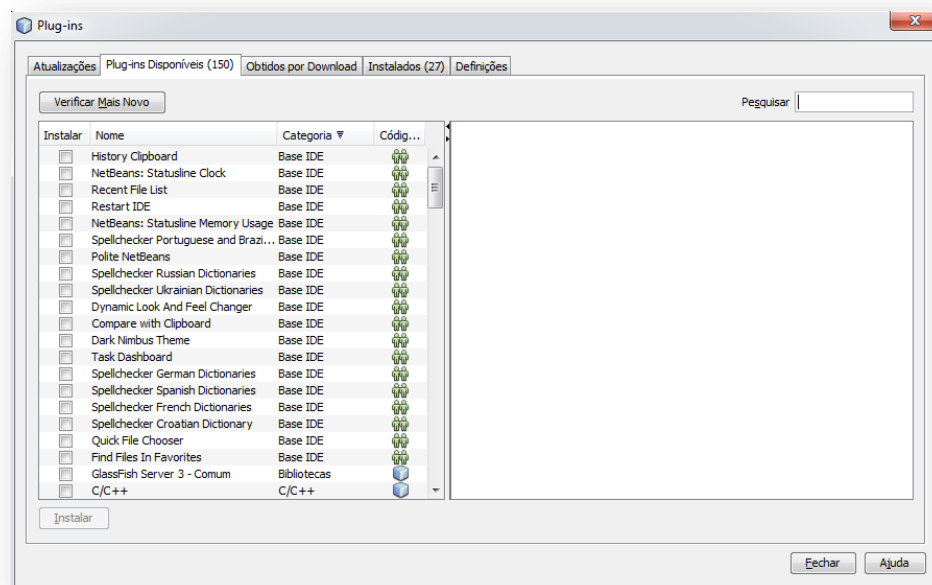 Plug-ins
Atualizações Plug-ins Disponíveis (150) Obtidos por Download Instalados (27) Definições
Verificar Mais Novo Pesquisar
Instalar Nome Categoria Códig...
History Clipboard Base IDE
NetBeans: Statusline Clock Base IDE
Recent File List Base IDE
Restart IDE Base IDE
NetBeans: Statusline Memory Usage Base IDE
Spellchecker Portuguese and Brazi... Base IDE
Polite NetBeans Base IDE
Spellchecker Russian Dictionaries Base IDE
Spellchecker Ukrainian Dictionaries Base IDE
Dynamic Look And Feel Changer Base IDE
Compare with Clipboard Base IDE
Dark Nimbus Theme Base IDE
Task Dashboard Base IDE
Spellchecker German Dictionaries Base IDE
Spellchecker Spanish Dictionaries Base IDE
Spellchecker French Dictionaries Base IDE
Spellchecker Croatian Dictionary Base IDE
Quick File Chooser Base IDE
Find Files In Favorites Base IDE
GlassFish Server 3 - Comum Bibliotecas
C/C++ C/C++
Instalar
Fechar Ajuda